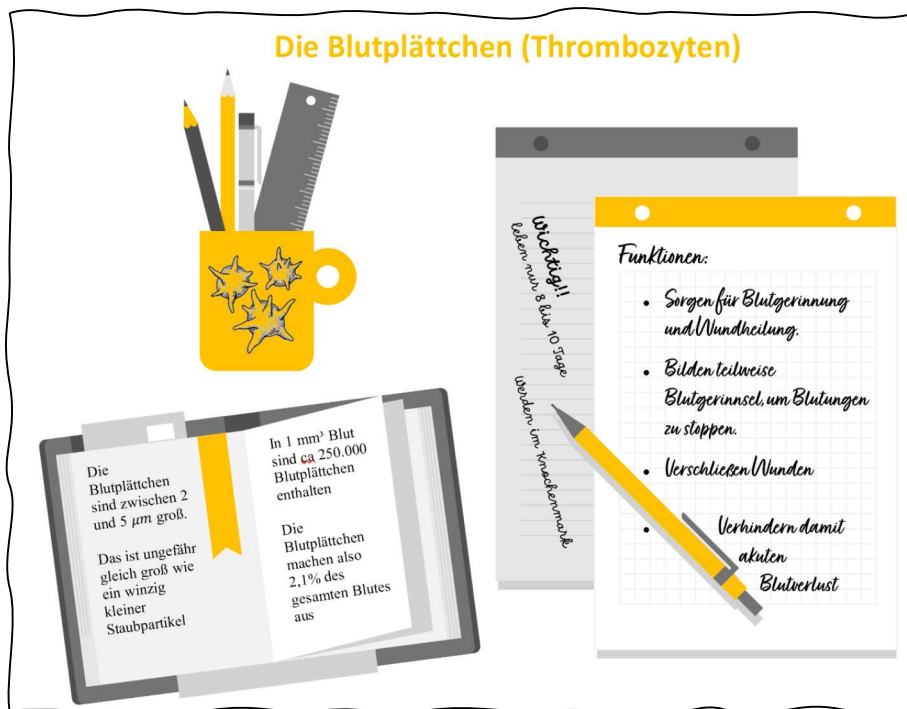 Die Blutplättchen (Thrombozyten)
Die
Blutplättchen
sind zwischen 2
und 5 µm groß.
Das ist ungefähr
gleich groß wie
ein winzig
kleiner
Staubpartikel
In 1 mm³ Blut
sind ca 250.000
Blutplättchen
enthalten
Die
Blutplättchen
machen also
2,1% des
gesamten Blutes
aus
Wichtig!!
leben nur 8 bis 10 Tage
Werden im Knochenmark
Funktionen:
• Sorgen für Blutgerinnung
und Wundheilung.
• Bilden teilweise
Blutgerinnsel, um Blutungen
zu stoppen.
• Verschließen Wunden
• Verhindern damit
akuten
Blutverlust